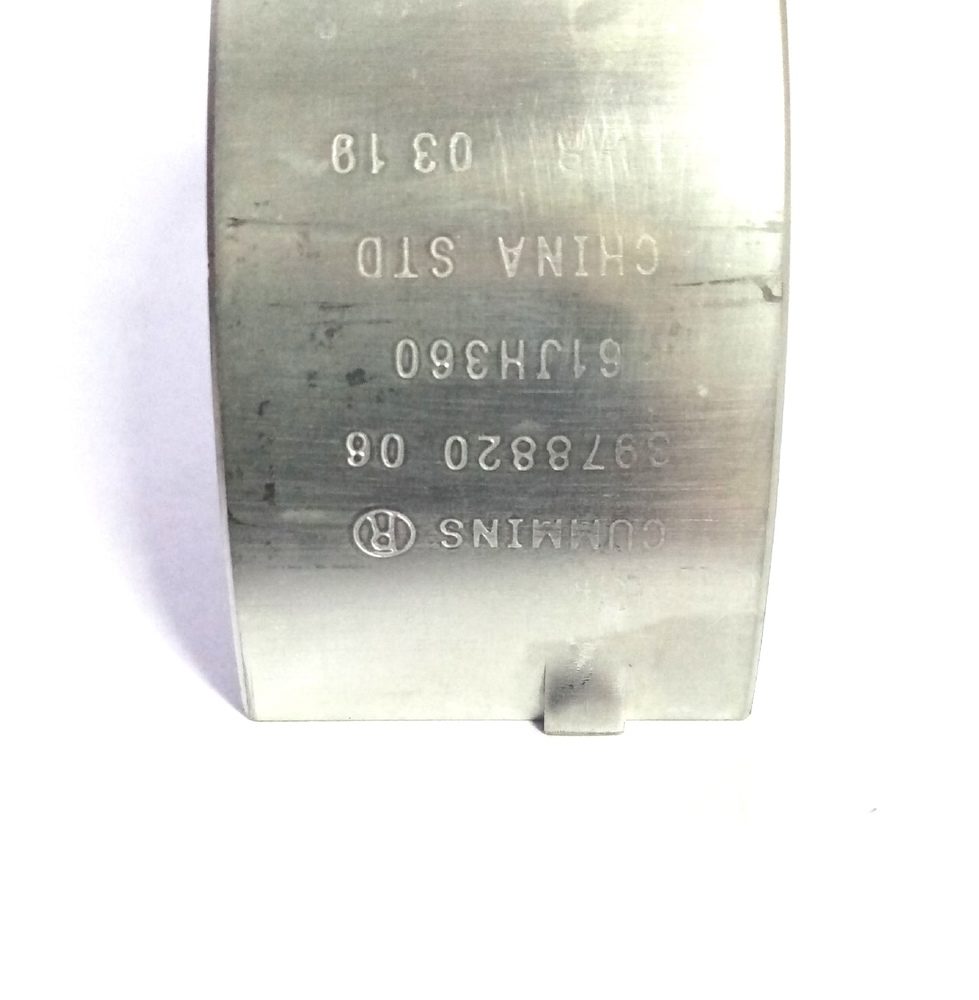 CUMMINS ®
3978820 06
61JH360
CHINA STD
03 19